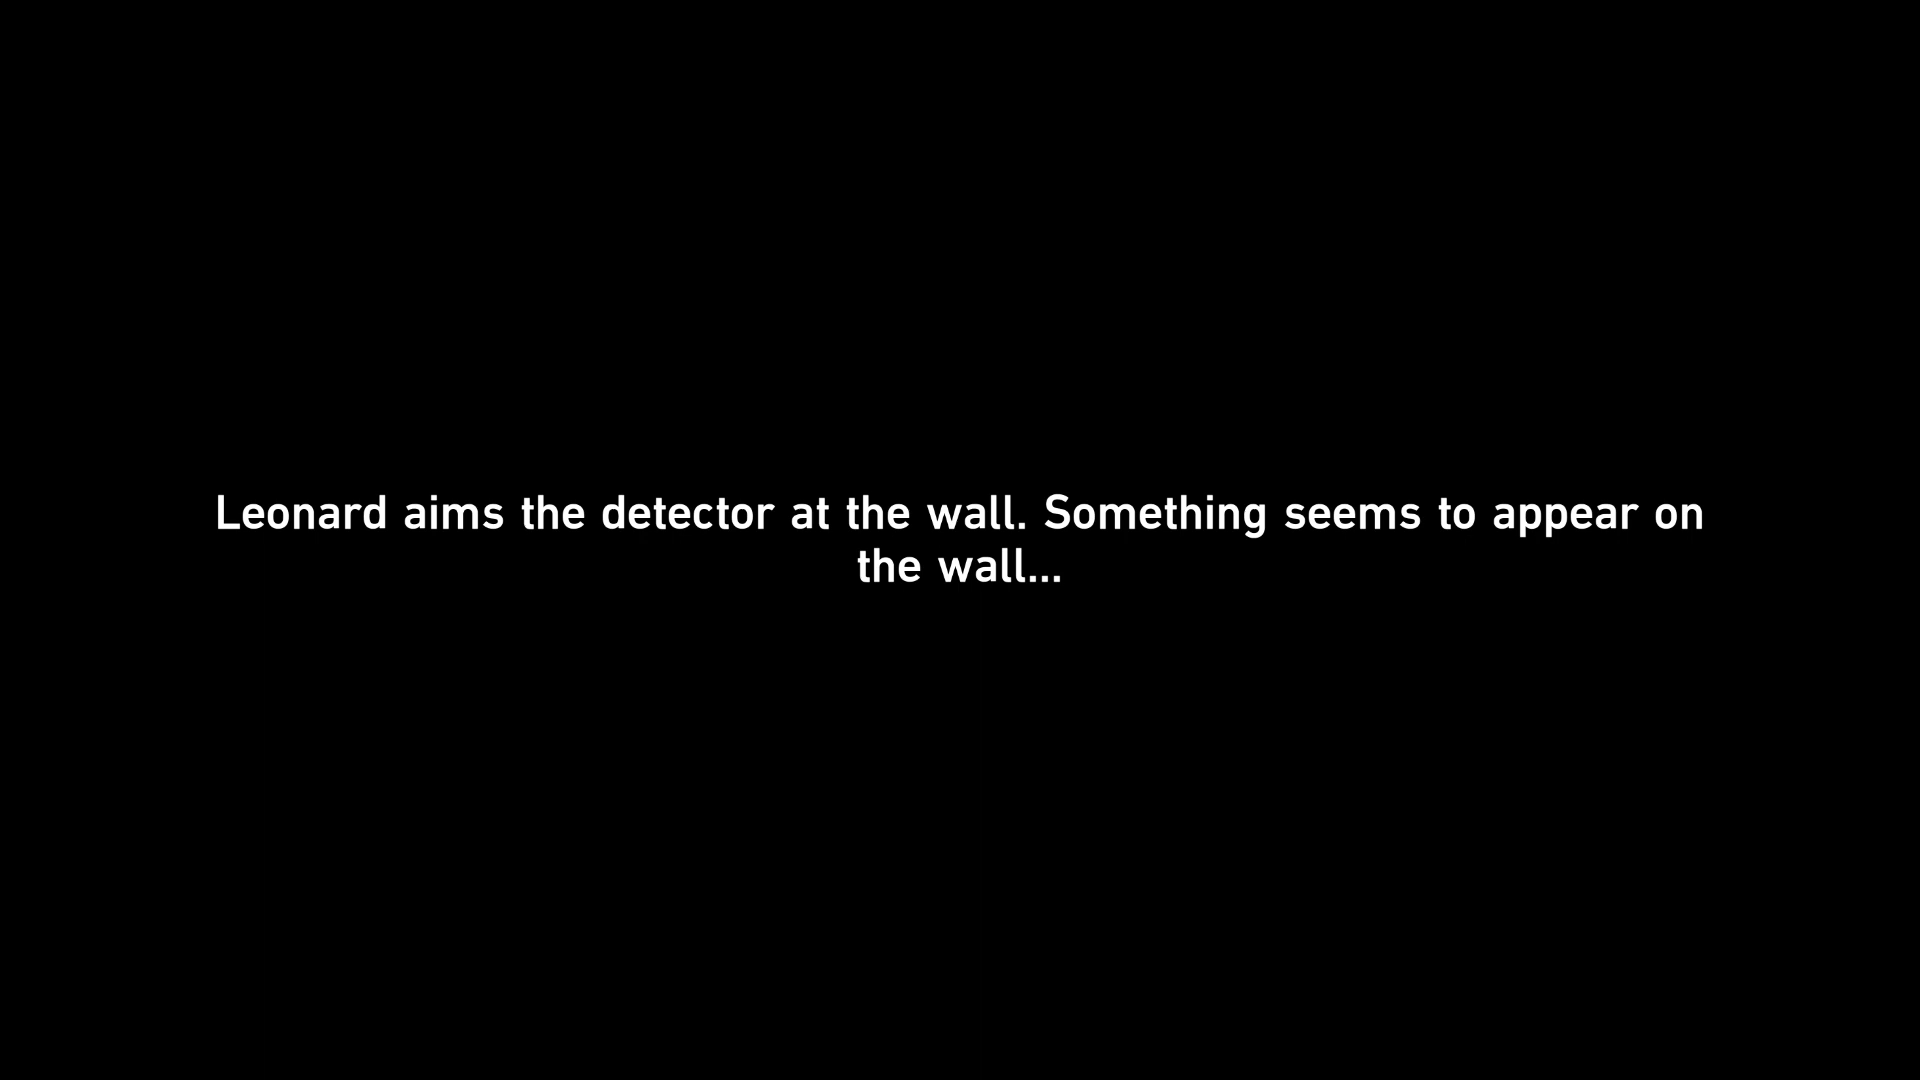 Leonard aims the detector at the wall. Something seems to appear on
the wall...